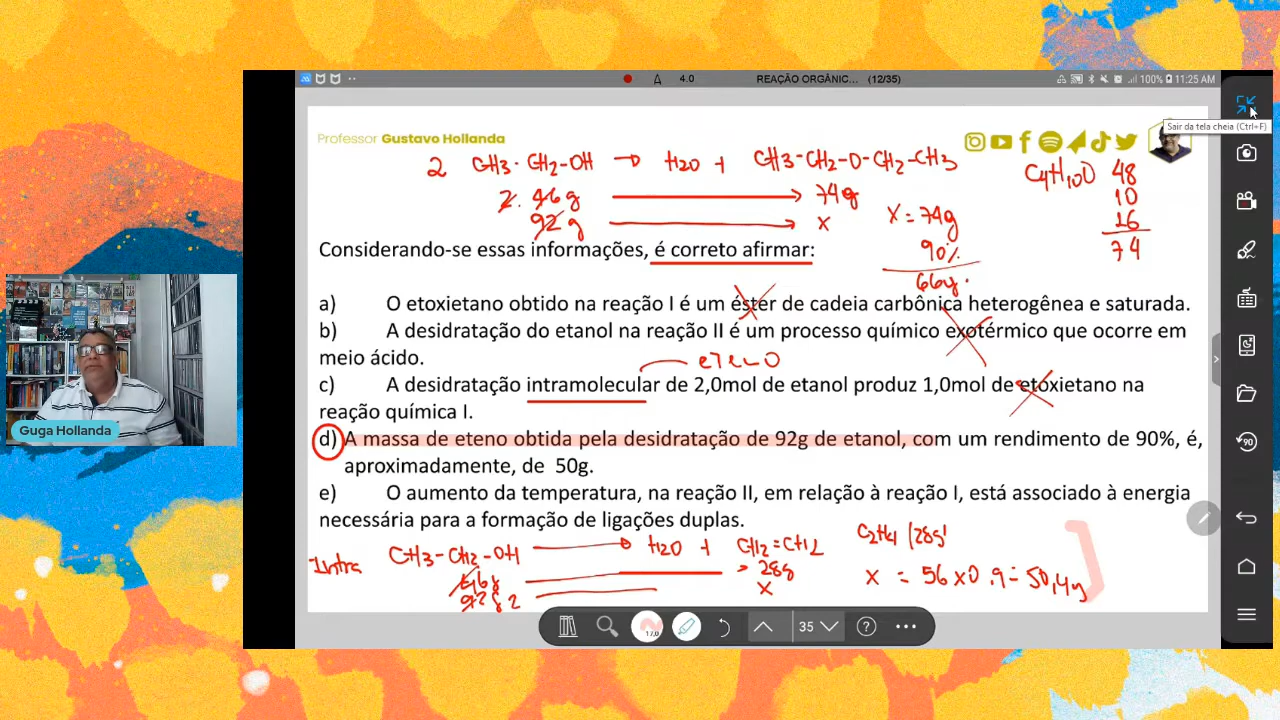 4.0 REAÇÃO ORGÂNIC... (12/35) 100% 11:25 AM
Sair da tela cheia (Ctrl+F)
Professor Gustavo Hollanda
2 CH3-CH2-OH → H2O + CH3-CH2-O-CH2-CH3
C4H10O 48
10
16
74
2. 46g 74g
92g x
x = 74g
90%
66g.
Considerando-se essas informações, é correto afirmar:
a) O etoxietano obtido na reação I é um éster de cadeia carbônica heterogênea e saturada.
b) A desidratação do etanol na reação II é um processo químico exotérmico que ocorre em
meio ácido.
eteno
c) A desidratação intramolecular de 2,0mol de etanol produz 1,0mol de etoxietano na
reação química I.
d) A massa de eteno obtida pela desidratação de 92g de etanol, com um rendimento de 90%, é,
aproximadamente, de 50g.
e) O aumento da temperatura, na reação II, em relação à reação I, está associado à energia
necessária para a formação de ligações duplas.
Intra CH3-CH2-OH → H2O + CH2=CH2
46g 28g
92g 2 x
C2H4 (28g)
x = 56 x 0.9 = 50,4g
Guga Hollanda
17,0
35
90